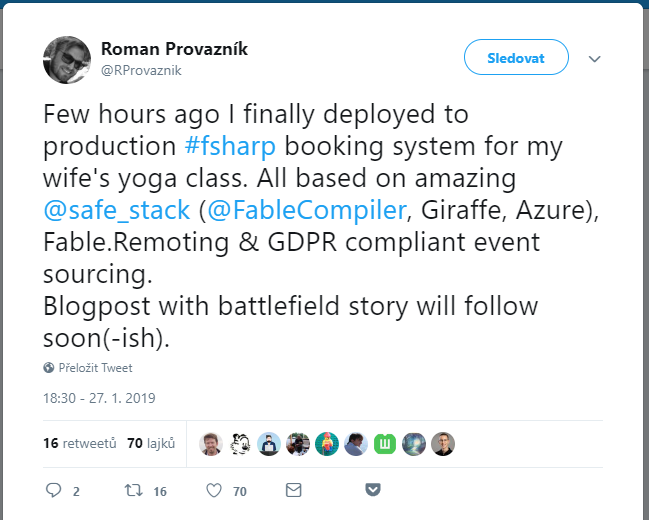 Roman Provazník
@RProvaznik
Sledovat
Few hours ago I finally deployed to
production #fsharp booking system for my
wife's yoga class. All based on amazing
@safe_stack (@FableCompiler, Giraffe, Azure),
Fable.Remoting & GDPR compliant event
sourcing.
Blogpost with battlefield story will follow
soon(-ish).
Přeložit Tweet
18:30 - 27. 1. 2019
16 retweetů 70 lajků
2 16 70